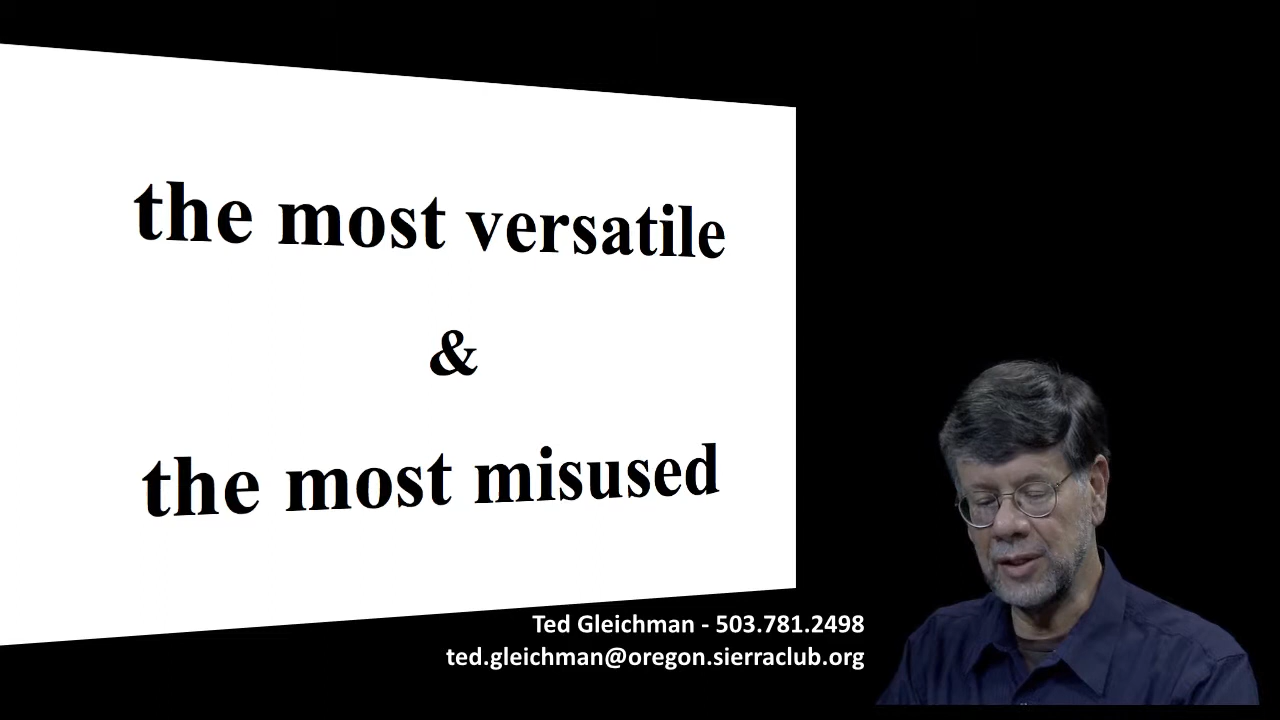 the most versatile
&
the most misused
Ted Gleichman - 503.781.2498
ted.gleichman@oregon.sierraclub.org